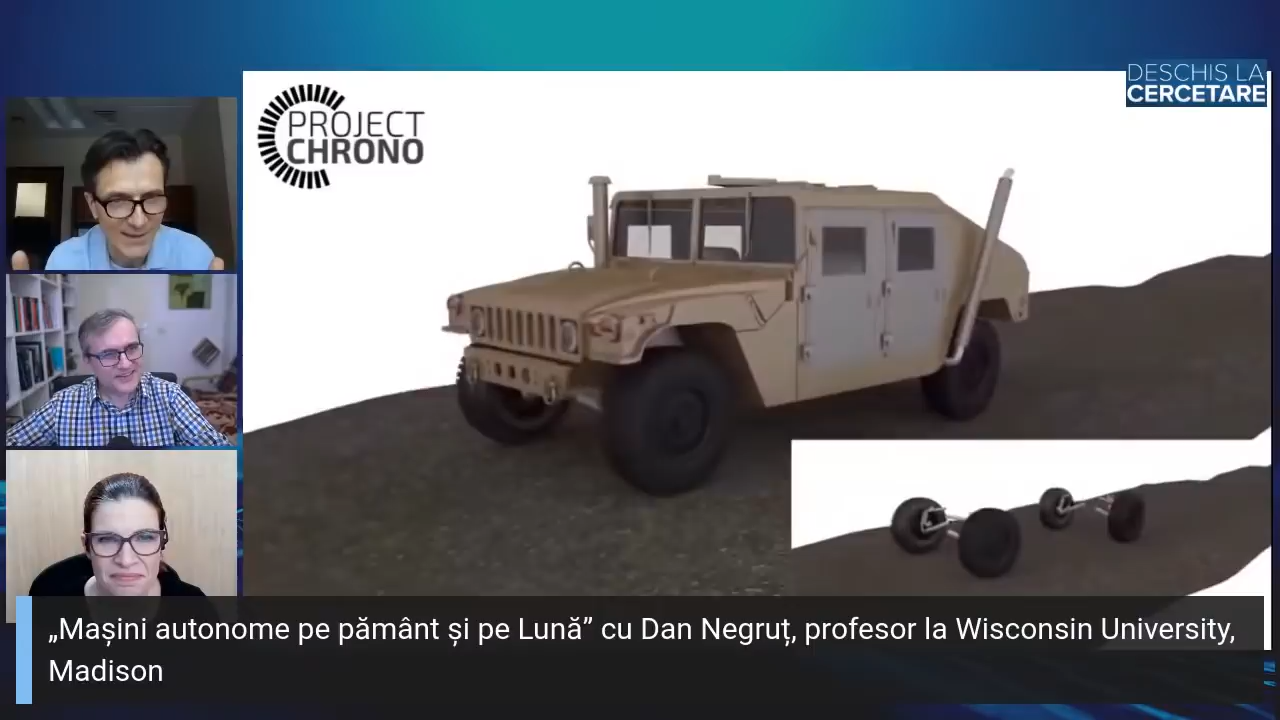 DESCHIS LA
CERCETARE
PROJECT
CHRONO
„Mașini autonome pe pământ și pe Lună” cu Dan Negruț, profesor la Wisconsin University,
Madison